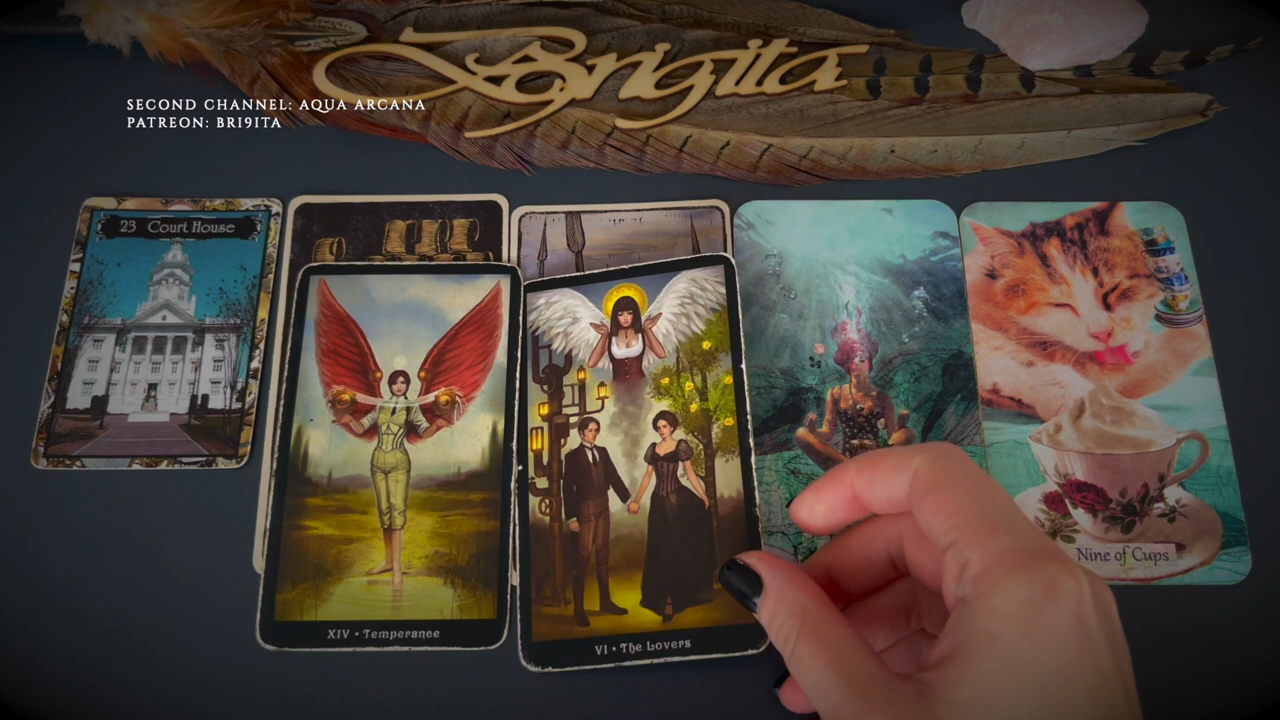 Brigita
SECOND CHANNEL: AQUA ARCANA
PATREON: BRI9ITA
23 Court House
XIV • Temperance
VI • The Lovers
Nine of Cups